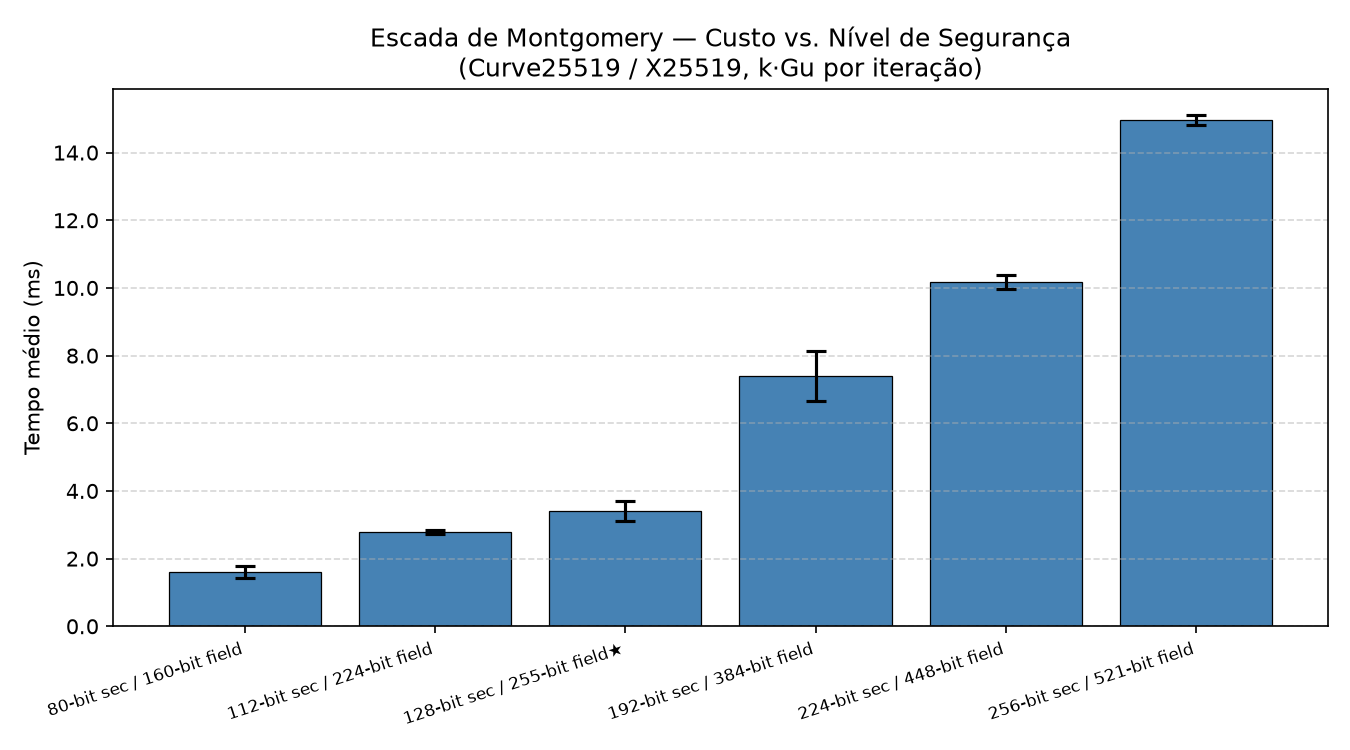 Escada de Montgomery — Custo vs. Nível de Segurança
(Curve25519 / X25519, k·Gu por iteração)
Tempo médio (ms)
14.0
12.0
10.0
8.0
6.0
4.0
2.0
0.0
80-bit sec / 160-bit field
112-bit sec / 224-bit field
128-bit sec / 255-bit field★
192-bit sec / 384-bit field
224-bit sec / 448-bit field
256-bit sec / 521-bit field